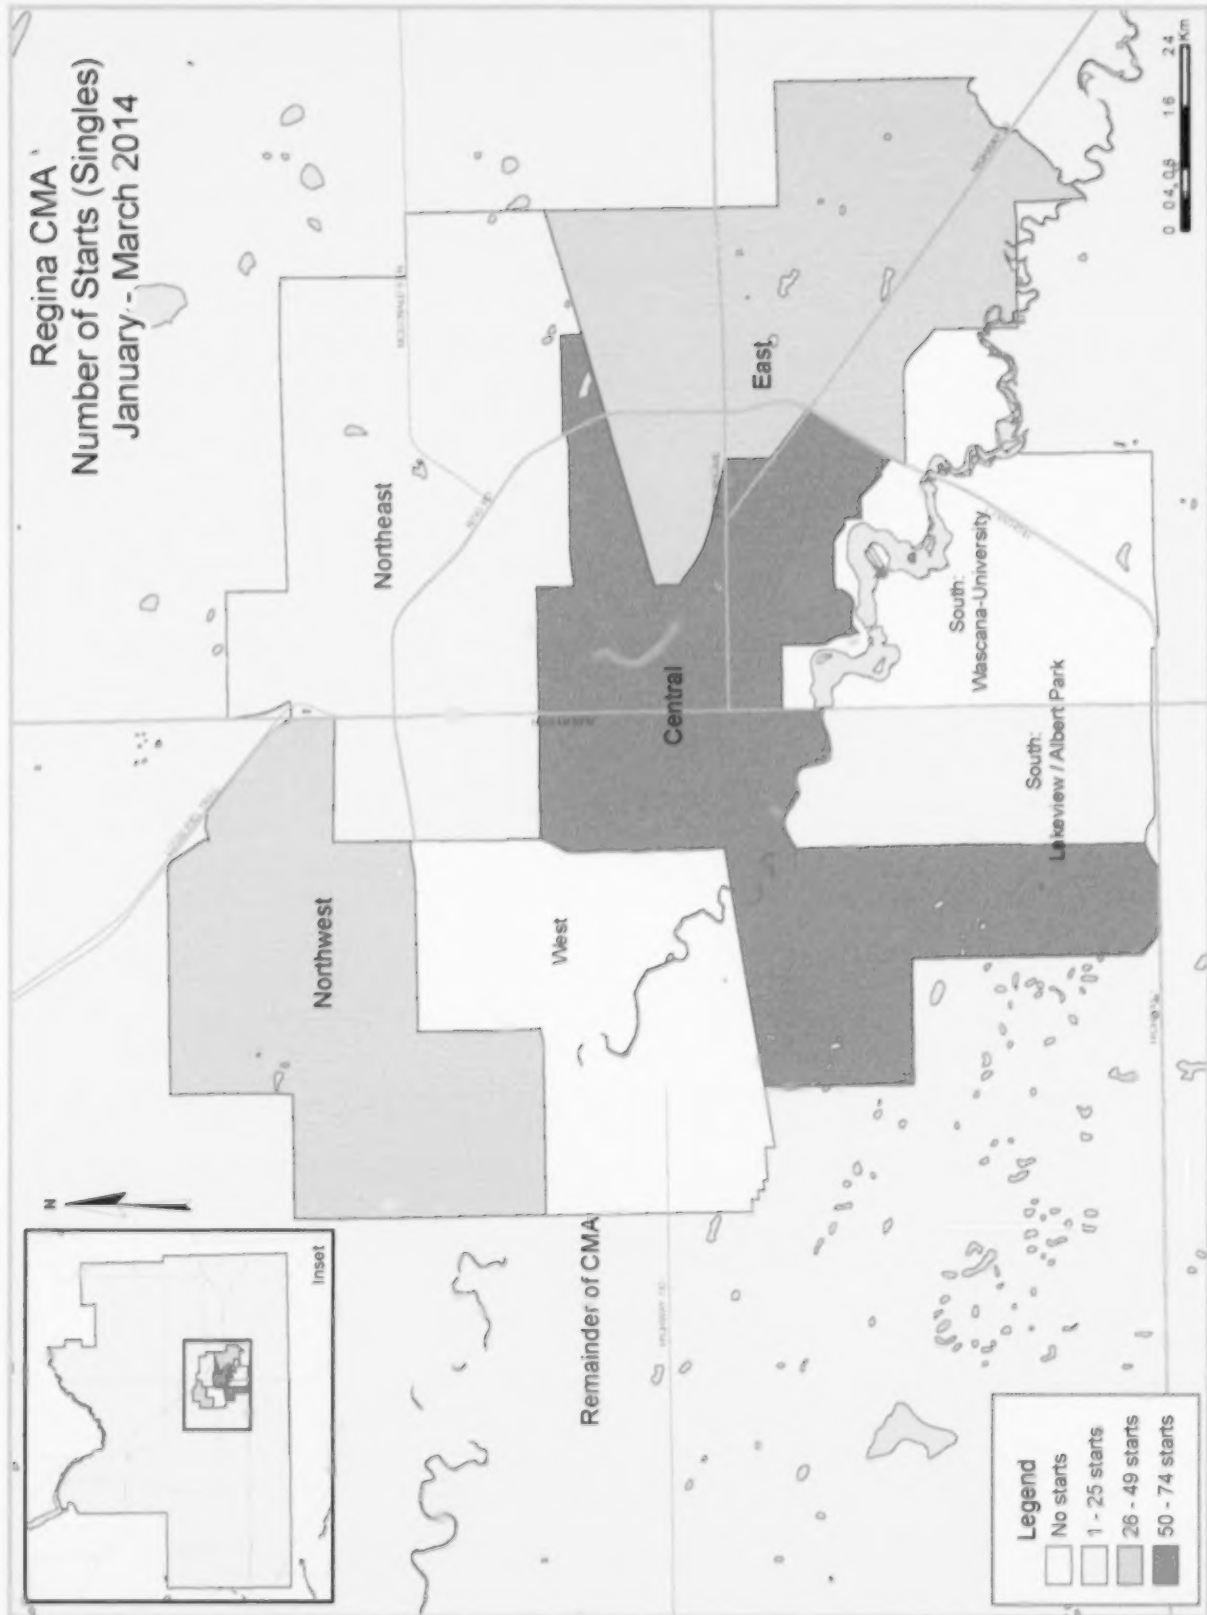 Regina CMA
Number of Starts (Singles)
January - March 2014
Inset
N
Northwest
Northeast
West
Central
East
Remainder of CMA
South:
Wascana-University
South:
Lakeview / Albert Park
Legend
No starts
1 - 25 starts
26 - 49 starts
50 - 74 starts
0 0.4 0.8 1.6 2.4
Km